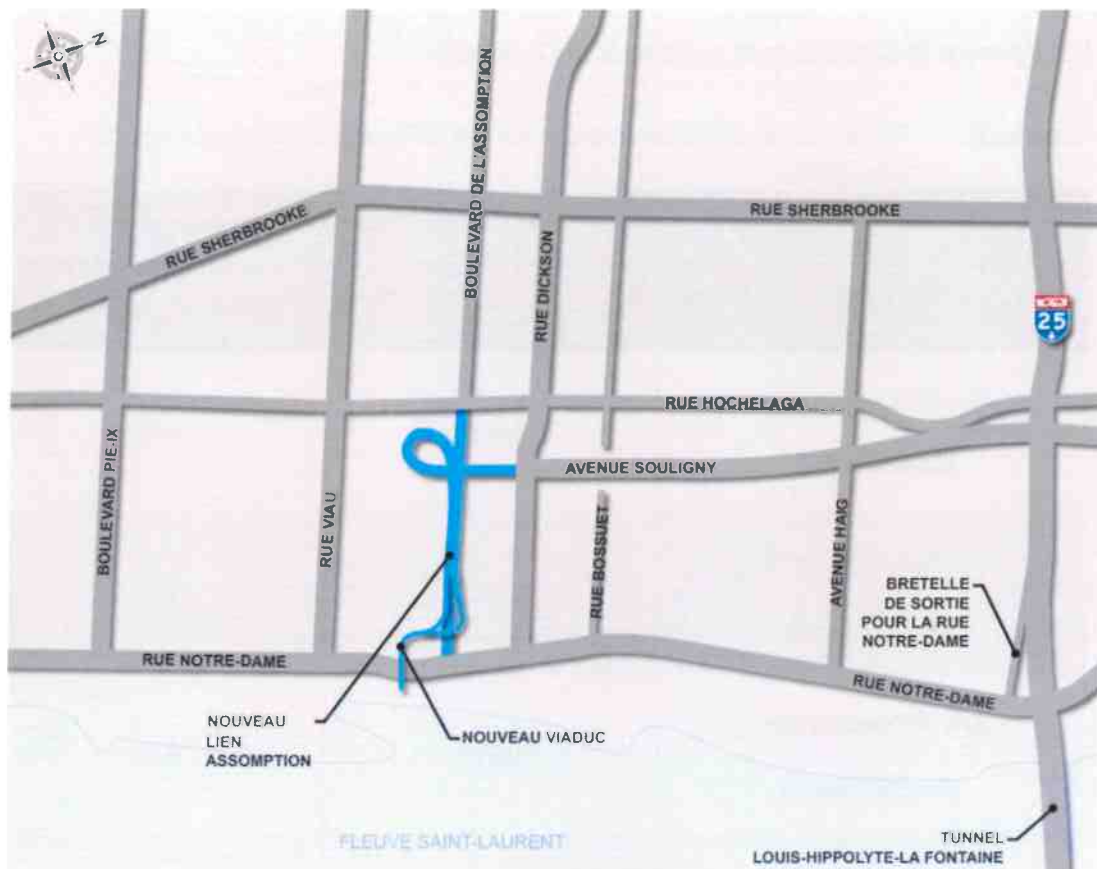 N
BOULEVARD DE L'ASSOMPTION
RUE SHERBROOKE
RUE SHERBROOKE
RUE DICKSON
25
RUE HOCHELAGA
BOULEVARD PIE-IX
RUE VIAU
AVENUE SOULIGNY
RUE BOSSUET
AVENUE HAIG
BRETELLE
DE SORTIE
POUR LA RUE
NOTRE-DAME
RUE NOTRE-DAME
RUE NOTRE-DAME
NOUVEAU
LIEN
ASSOMPTION
NOUVEAU VIADUC
FLEUVE SAINT-LAURENT
TUNNEL
LOUIS-HIPPOLYTE-LA FONTAINE